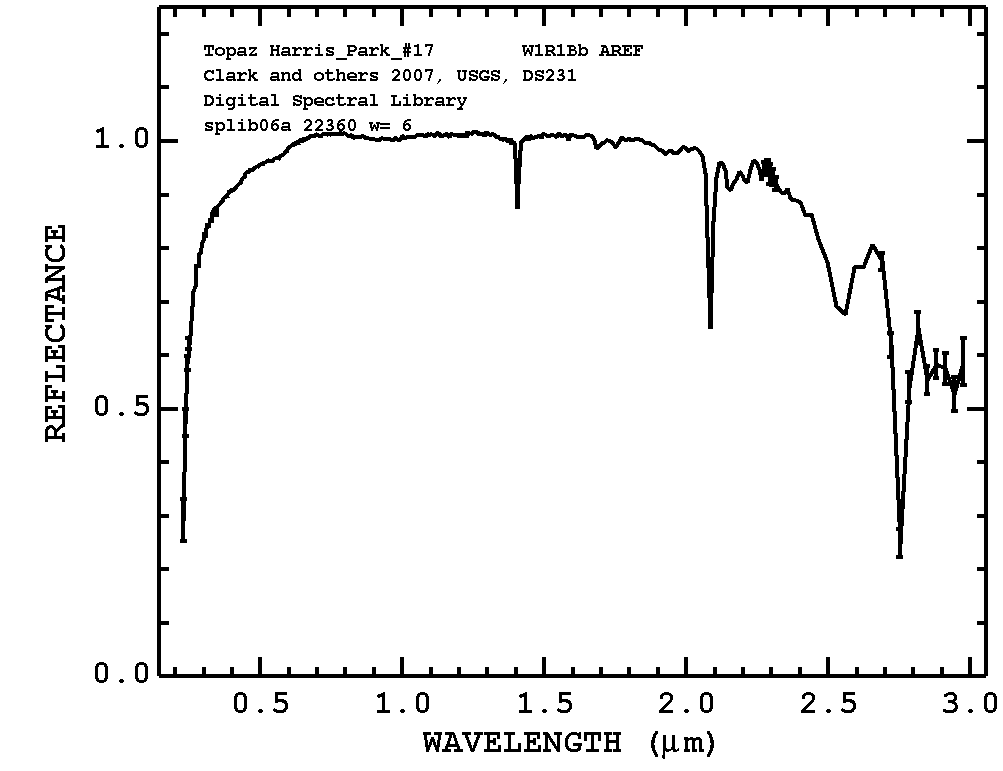 Topaz Harris_Park_#17 W1R1Bb AREF
Clark and others 2007, USGS, DS231
Digital Spectral Library
splib06a 22360 w= 6
1.0
0.5
0.0
REFLECTANCE
0.5 1.0 1.5 2.0 2.5 3.0
WAVELENGTH (μm)